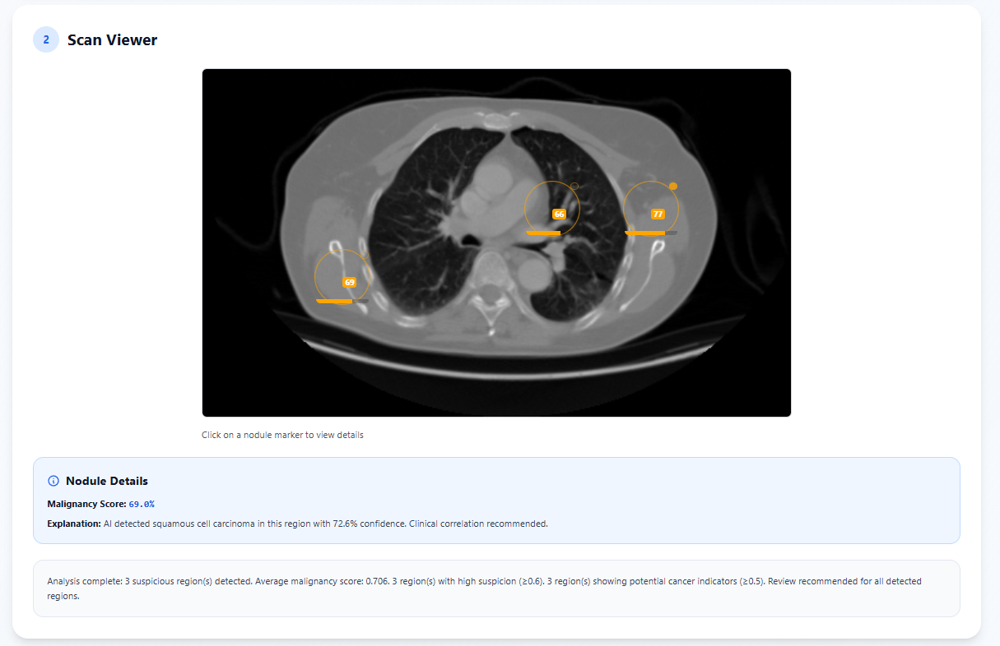 2 Scan Viewer
66
77
69
Click on a nodule marker to view details
Nodule Details
Malignancy Score: 69.0%
Explanation: AI detected squamous cell carcinoma in this region with 72.6% confidence. Clinical correlation recommended.
Analysis complete: 3 suspicious region(s) detected. Average malignancy score: 0.706. 3 region(s) with high suspicion (≥0.6). 3 region(s) showing potential cancer indicators (≥0.5). Review recommended for all detected
regions.